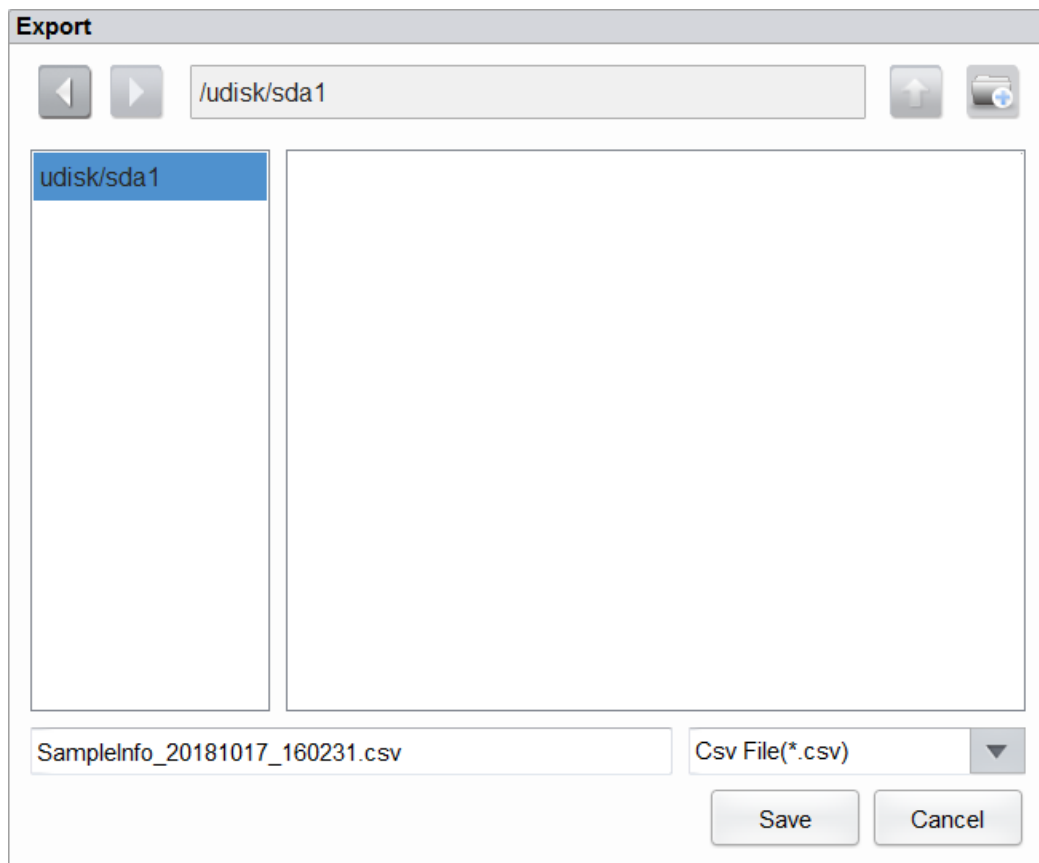 Export
/udisk/sda1
udisk/sda1
SampleInfo_20181017_160231.csv
Csv File(*.csv)
Save
Cancel